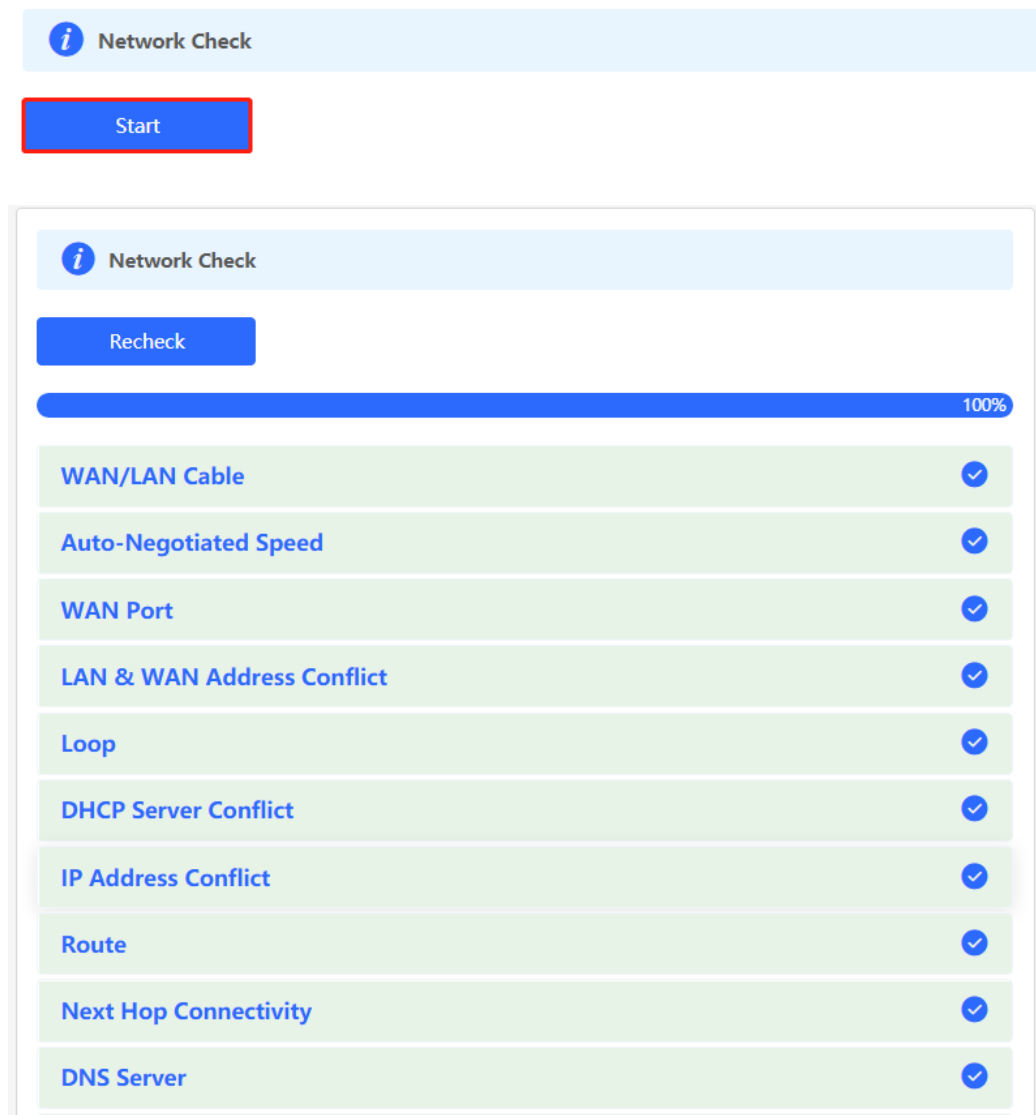 Network Check
Start
Network Check
Recheck
100%
WAN/LAN Cable
Auto-Negotiated Speed
WAN Port
LAN & WAN Address Conflict
Loop
DHCP Server Conflict
IP Address Conflict
Route
Next Hop Connectivity
DNS Server